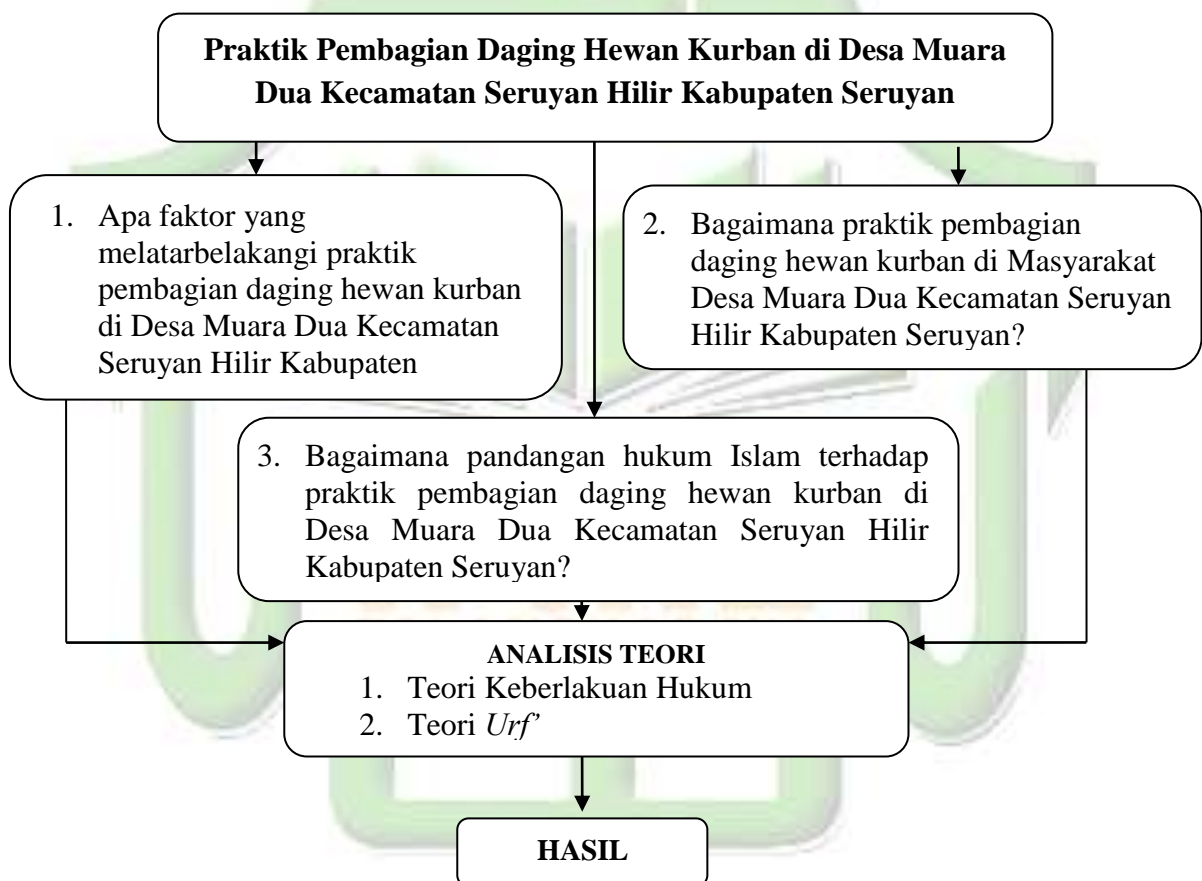 Praktik Pembagian Daging Hewan Kurban di Desa Muara
Dua Kecamatan Seruyan Hilir Kabupaten Seruyan
1. Apa faktor yang
melatarbelakangi praktik
pembagian daging hewan kurban
di Desa Muara Dua Kecamatan
Seruyan Hilir Kabupaten
2. Bagaimana praktik pembagian
daging hewan kurban di Masyarakat
Desa Muara Dua Kecamatan Seruyan
Hilir Kabupaten Seruyan?
3. Bagaimana pandangan hukum Islam terhadap
praktik pembagian daging hewan kurban di
Desa Muara Dua Kecamatan Seruyan Hilir
Kabupaten Seruyan?
ANALISIS TEORI
1. Teori Keberlakuan Hukum
2. Teori Urf’
HASIL